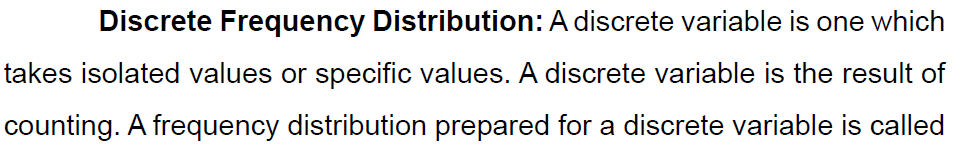 Discrete Frequency Distribution: A discrete variable is one which
takes isolated values or specific values. A discrete variable is the result of
counting. A frequency distribution prepared for a discrete variable is called